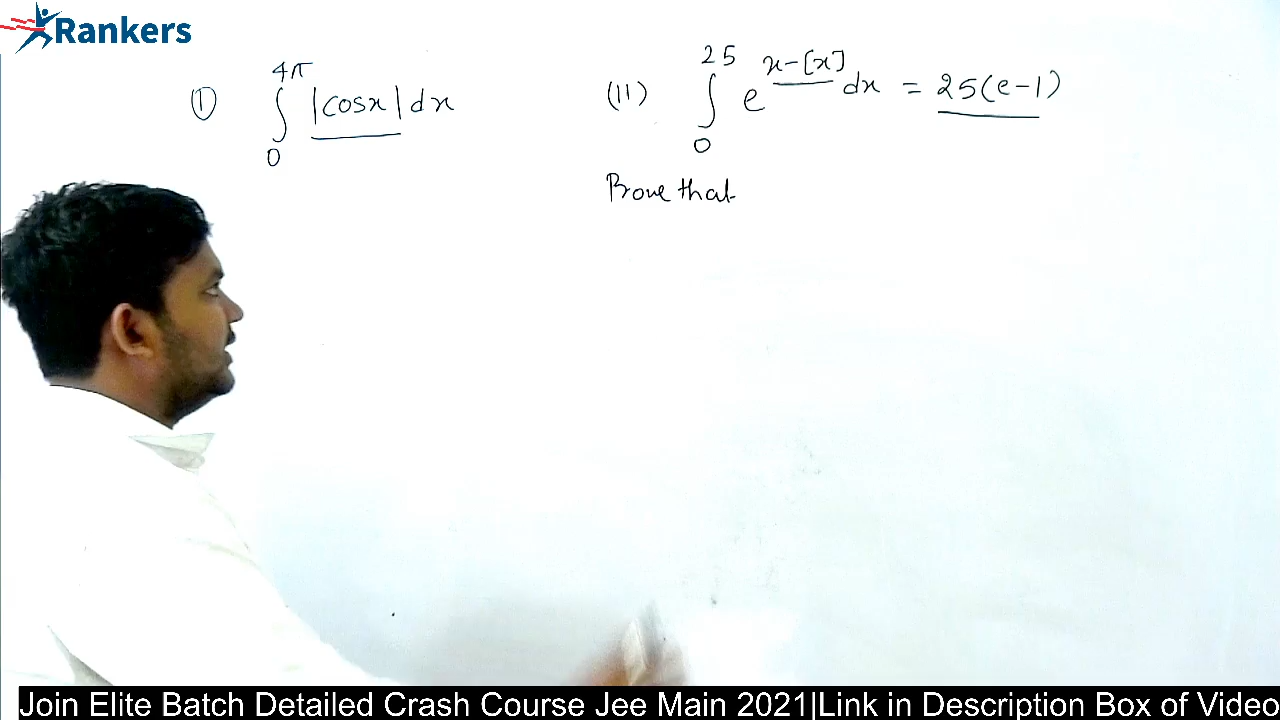 Rankers
① ∫₀^{4π} |cosx| dx
(11) ∫₀^{25} e^{x-[x]} dx = 25(e-1)
Prove that
Join Elite Batch Detailed Crash Course Jee Main 2021|Link in Description Box of Video